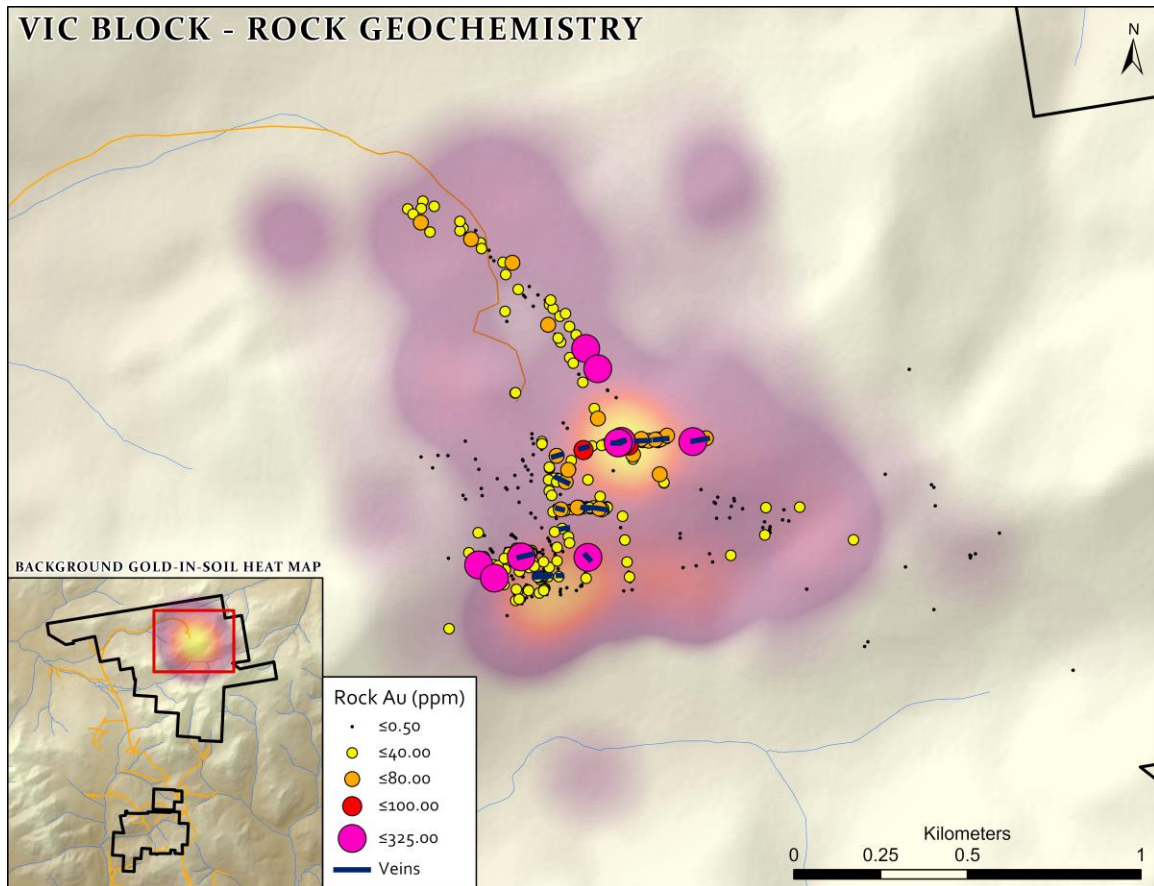 VIC BLOCK - ROCK GEOCHEMISTRY
N
BACKGROUND GOLD-IN-SOIL HEAT MAP
Rock Au (ppm)
≤0.50
≤40.00
≤80.00
≤100.00
≤325.00
Veins
Kilometers
0 0.25 0.5 1